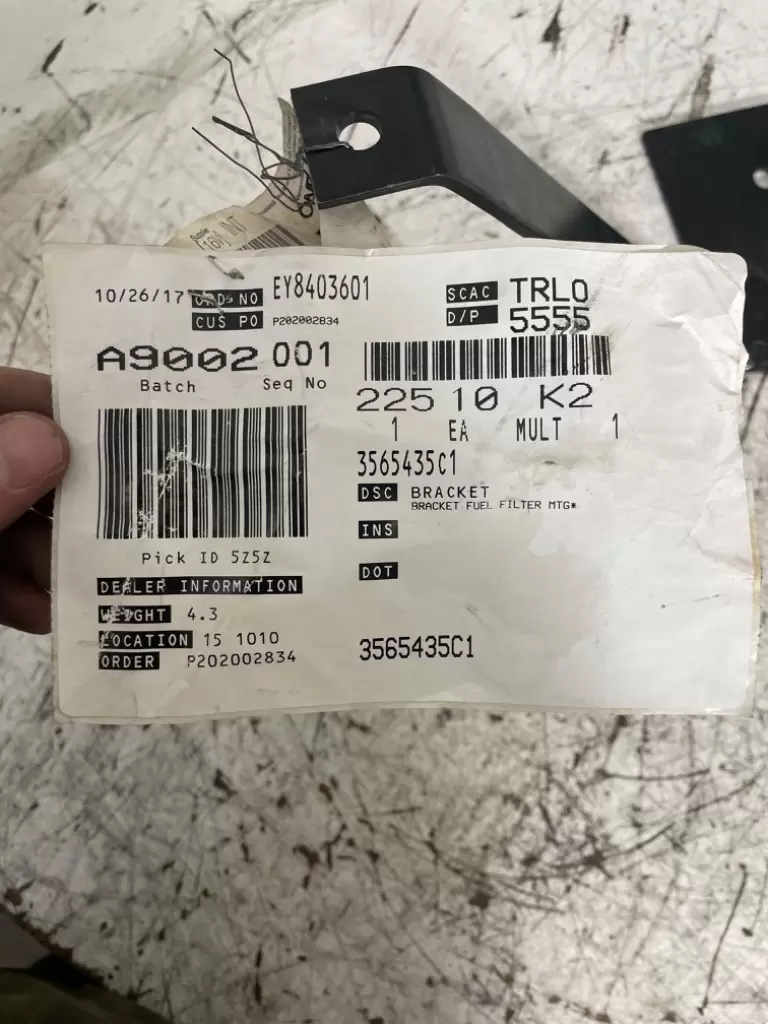 10/26/17 ORD NO EY8403601
CUS PO P202002834
SCAC TRLO
D/P 5555
A9002 001
Batch Seq No
225 10 K2
1 EA MULT 1
3565435C1
DSC BRACKET
BRACKET FUEL FILTER MTG*
INS
DOT
Pick ID 5Z5Z
DEALER INFORMATION
WEIGHT 4.3
LOCATION 15 1010
ORDER P202002834
3565435C1